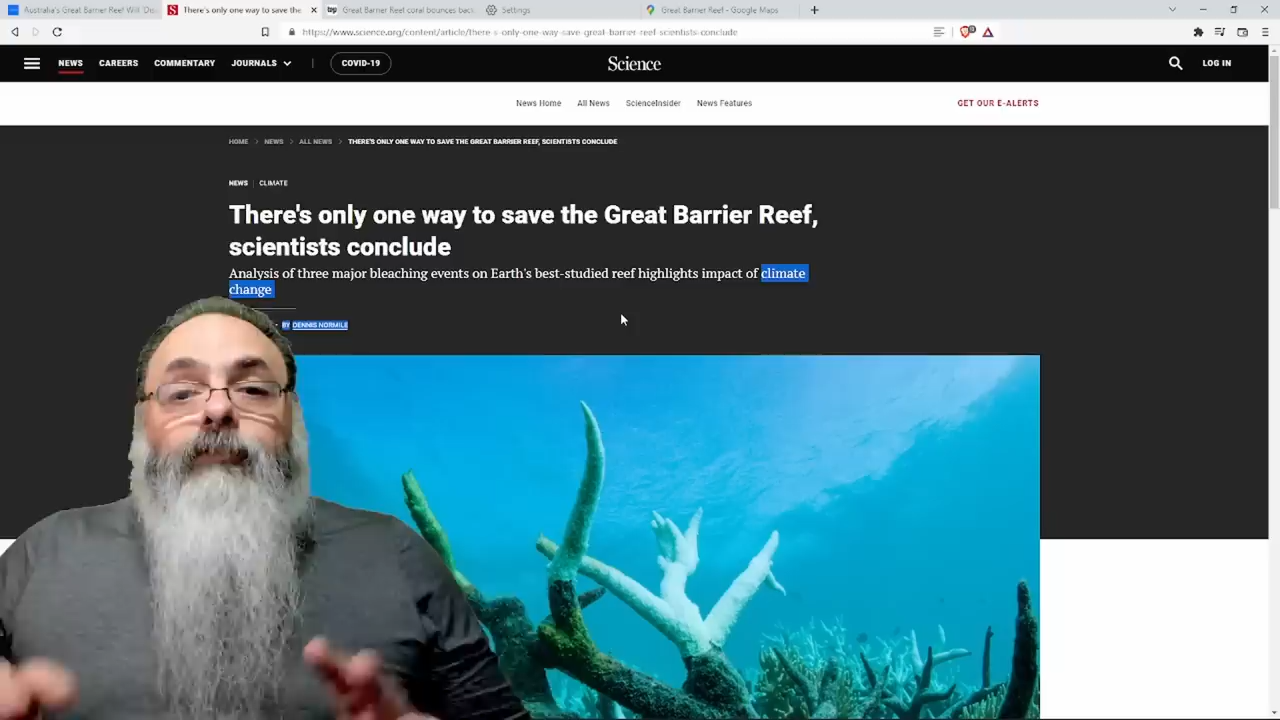 Australia's Great Barrier Reef Will 'Dis
There's only one way to save the
Great Barrier Reef coral bounces back
Settings
Great Barrier Reef - Google Maps
https://www.science.org/content/article/there-s-only-one-way-save-great-barrier-reef-scientists-conclude
NEWS
CAREERS
COMMENTARY
JOURNALS
COVID-19
Science
LOG IN
News Home
All News
ScienceInsider
News Features
GET OUR E-ALERTS
HOME > NEWS > ALL NEWS > THERE'S ONLY ONE WAY TO SAVE THE GREAT BARRIER REEF, SCIENTISTS CONCLUDE
NEWS | CLIMATE
There's only one way to save the Great Barrier Reef,
scientists conclude
Analysis of three major bleaching events on Earth's best-studied reef highlights impact of climate
change
BY DENNIS NORMILE